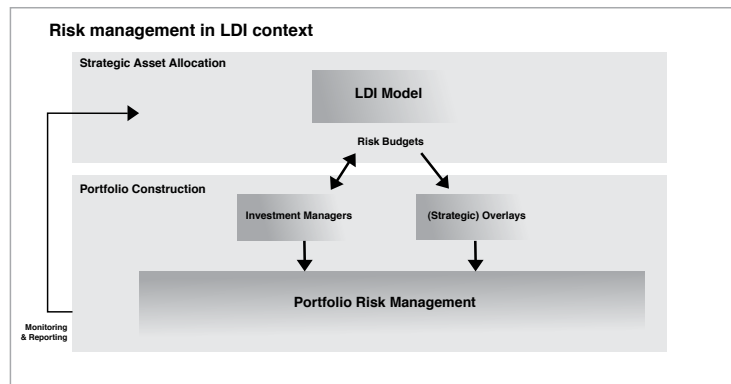 Risk management in LDI context
Strategic Asset Allocation
LDI Model
Risk Budgets
Portfolio Construction
Investment Managers
(Strategic) Overlays
Portfolio Risk Management
Monitoring
& Reporting